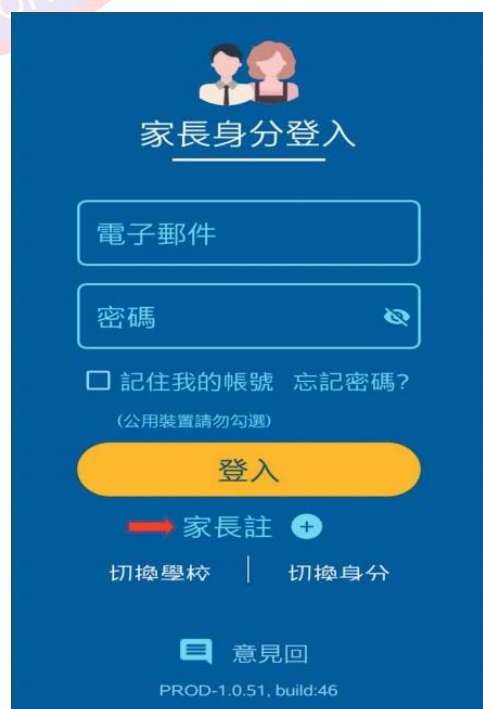 家長身分登入
電子郵件
密碼
記住我的帳號 忘記密碼?
(公用裝置請勿勾選)
登入
家長註
切換學校 | 切換身分
意見回
PROD-1.0.51, build:46